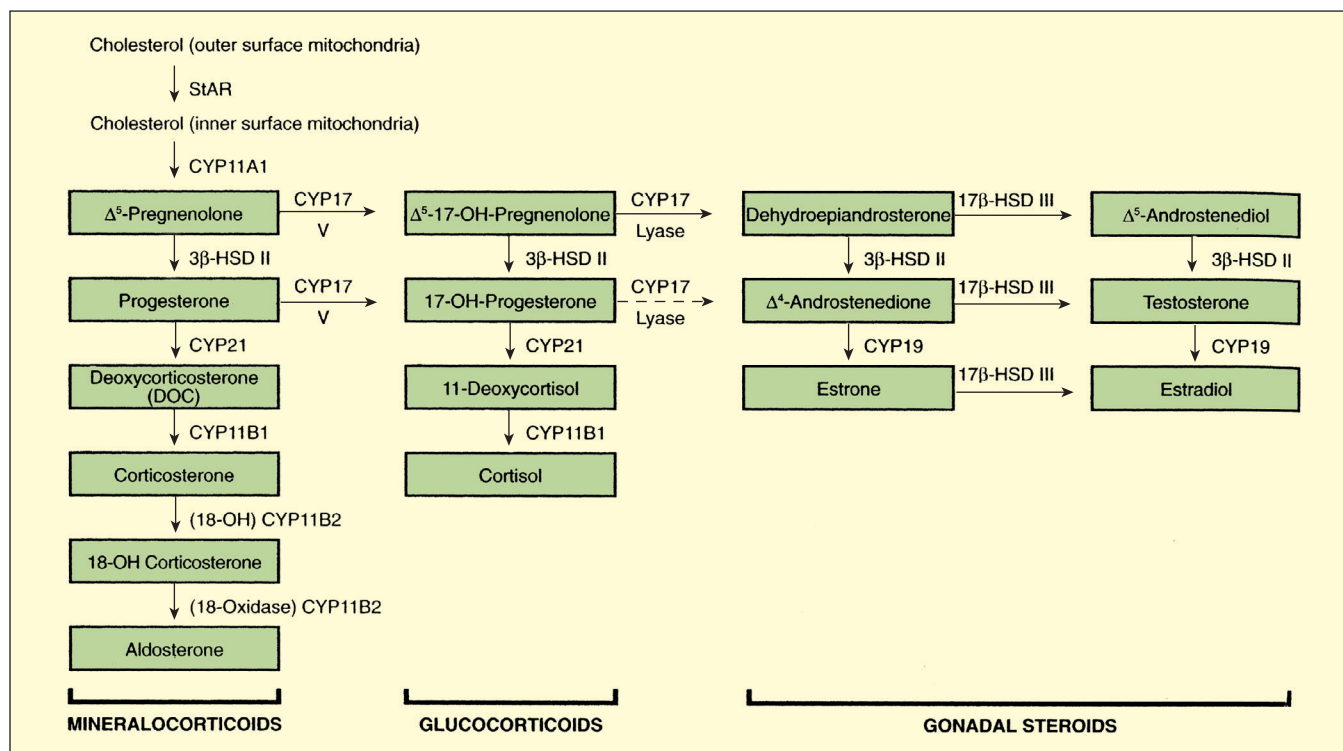 Cholesterol (outer surface mitochondria)
StAR
Cholesterol (inner surface mitochondria)
CYP11A1
Δ⁵-Pregnenolone
CYP17
V
Δ⁵-17-OH-Pregnenolone
CYP17
Lyase
Dehydroepiandrosterone
17β-HSD III
Δ⁵-Androstenediol
3β-HSD II
3β-HSD II
3β-HSD II
3β-HSD II
Progesterone
CYP17
V
17-OH-Progesterone
CYP17
Lyase
Δ⁴-Androstenedione
17β-HSD III
Testosterone
CYP21
CYP21
CYP19
CYP19
Deoxycorticosterone
(DOC)
11-Deoxycortisol
Estrone
17β-HSD III
Estradiol
CYP11B1
CYP11B1
Corticosterone
Cortisol
(18-OH) CYP11B2
18-OH Corticosterone
(18-Oxidase) CYP11B2
Aldosterone
MINERALOCORTICOIDS
GLUCOCORTICOIDS
GONADAL STEROIDS